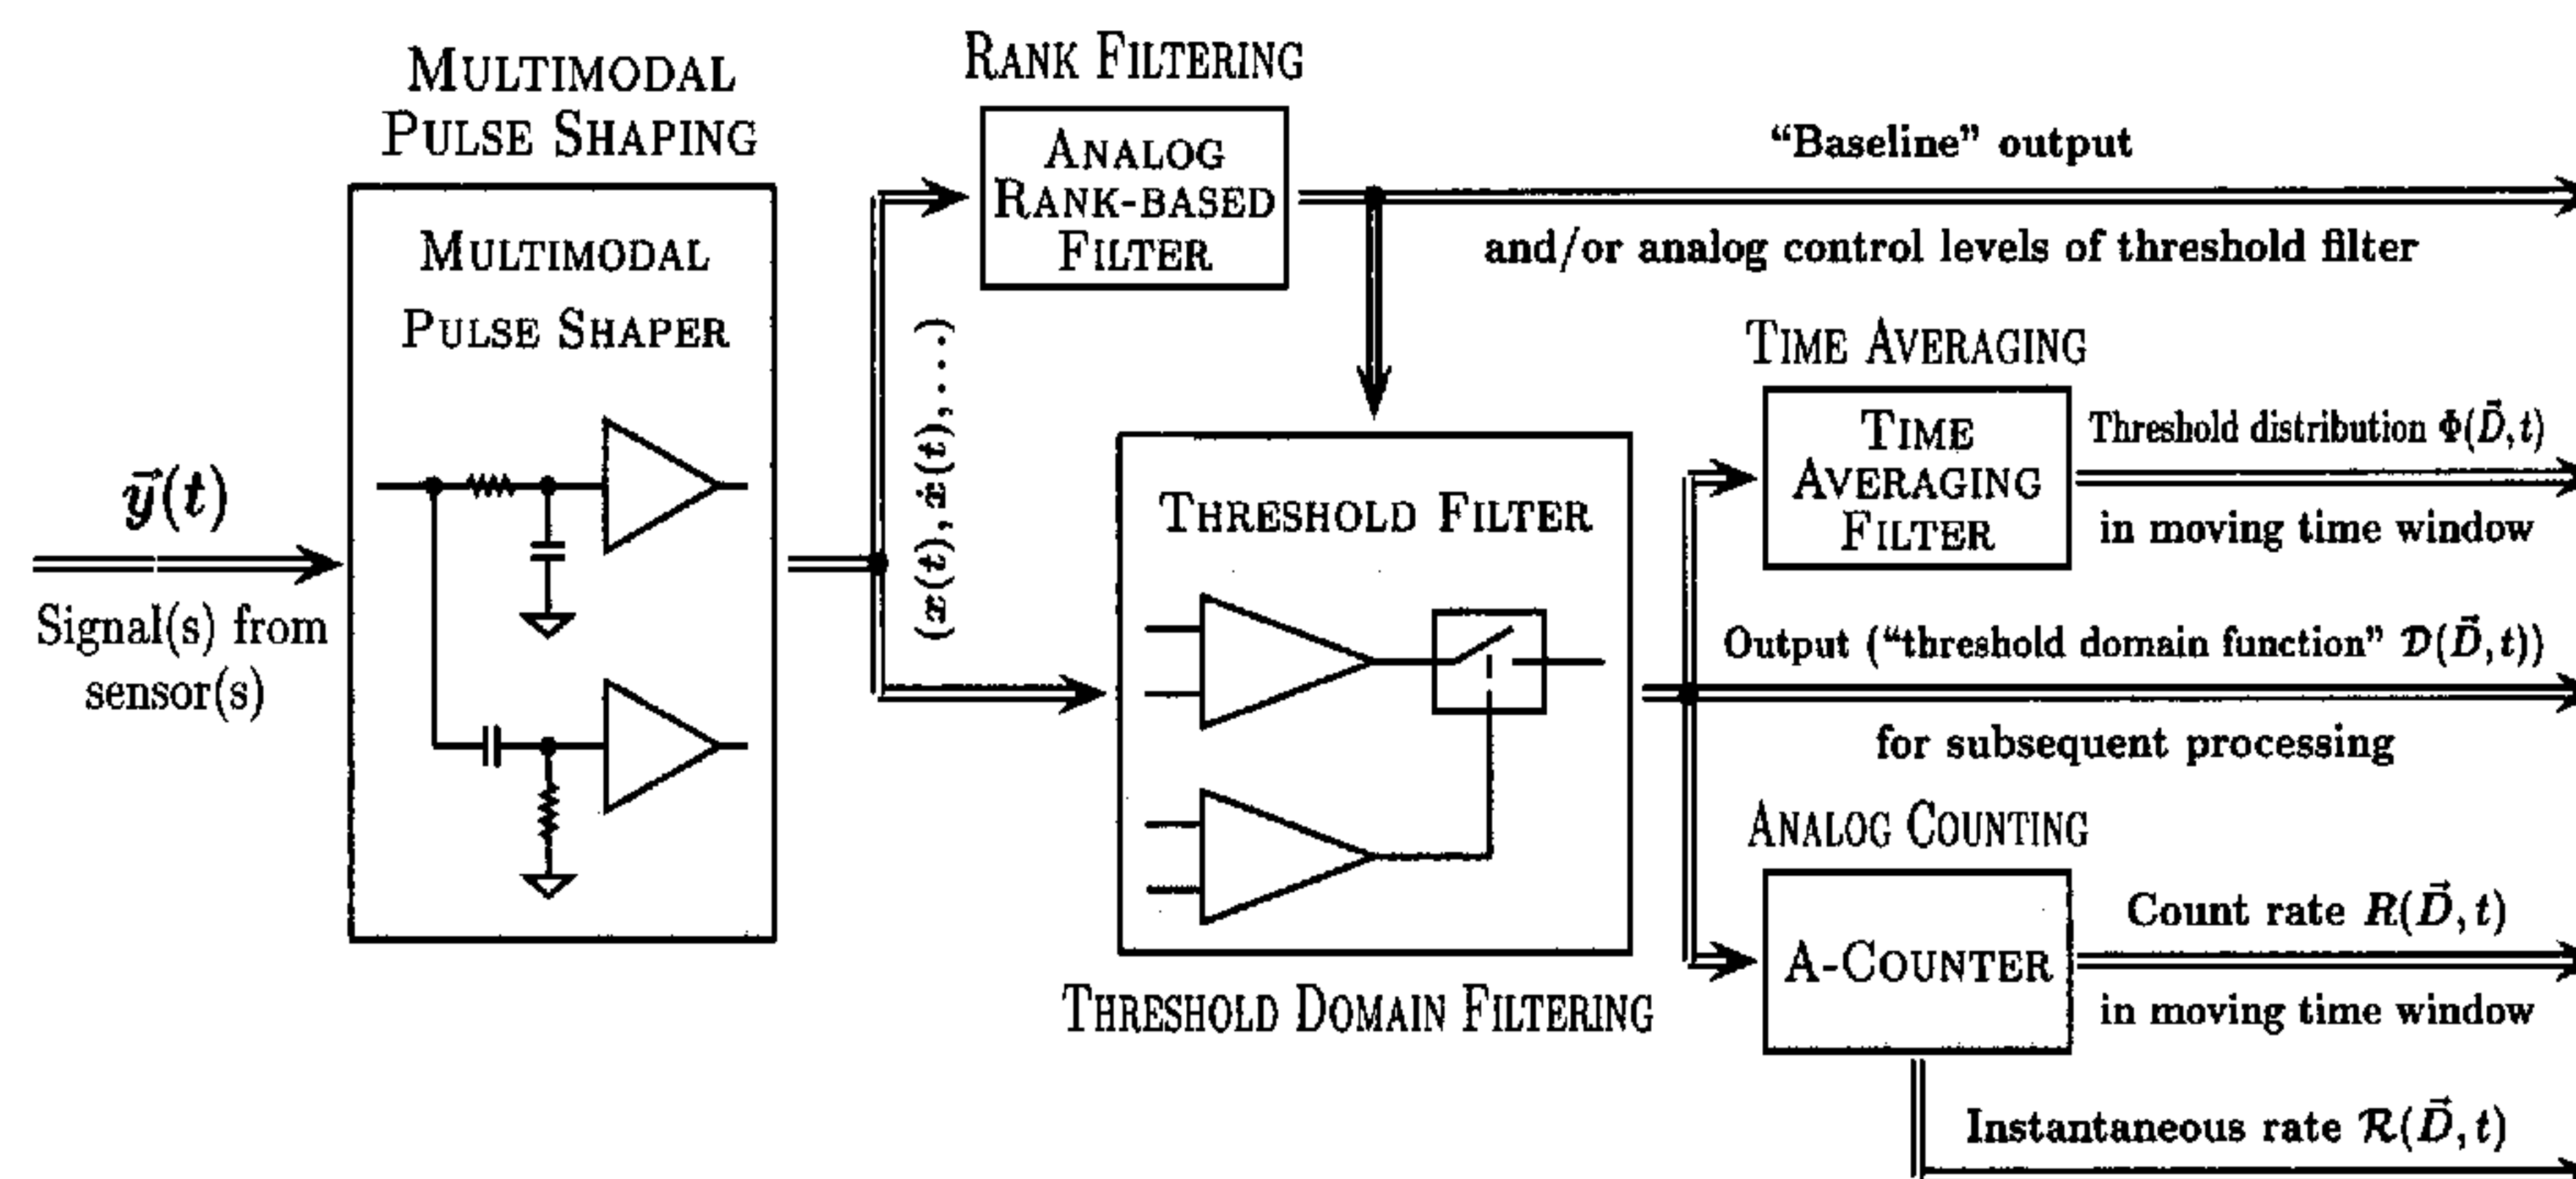 MULTIMODAL
PULSE SHAPING
MULTIMODAL
PULSE SHAPER
y⃗(t)
Signal(s) from
sensor(s)
RANK FILTERING
ANALOG
RANK-BASED
FILTER
(x(t), ẋ(t), . . .)
“Baseline” output
and/or analog control levels of threshold filter
THRESHOLD FILTER
THRESHOLD DOMAIN FILTERING
TIME AVERAGING
TIME
AVERAGING
FILTER
Threshold distribution Φ(D⃗, t)
in moving time window
Output (“threshold domain function” 𝒟(D⃗, t))
for subsequent processing
ANALOG COUNTING
A-COUNTER
Count rate R(D⃗, t)
in moving time window
Instantaneous rate ℛ(D⃗, t)